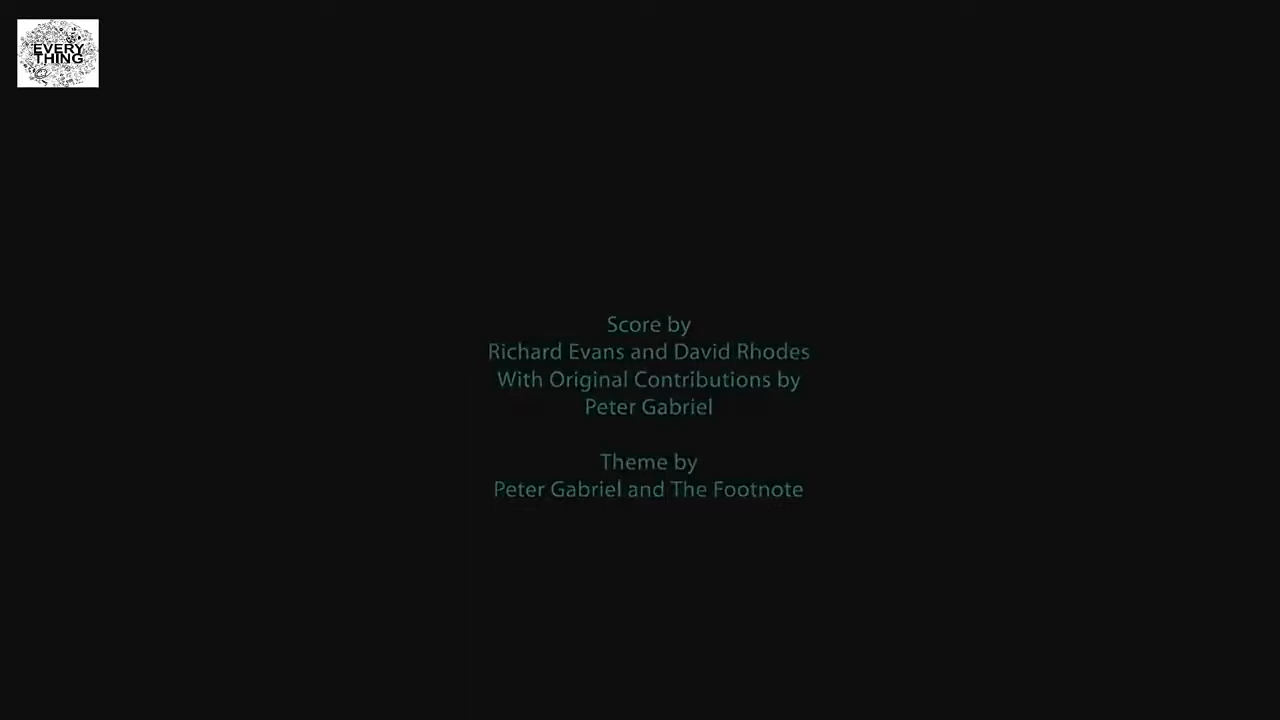 EVERY
THING
Score by
Richard Evans and David Rhodes
With Original Contributions by
Peter Gabriel
Theme by
Peter Gabriel and The Footnote